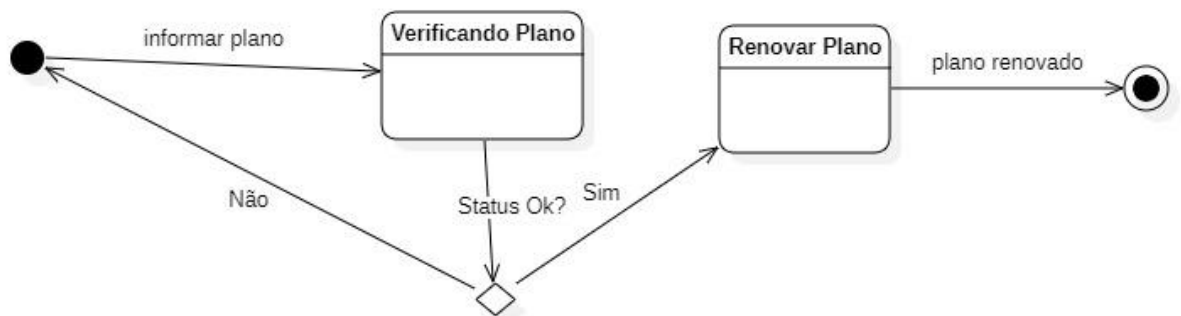 informar plano
Verificando Plano
Renovar Plano
plano renovado
Não
Status Ok?
Sim